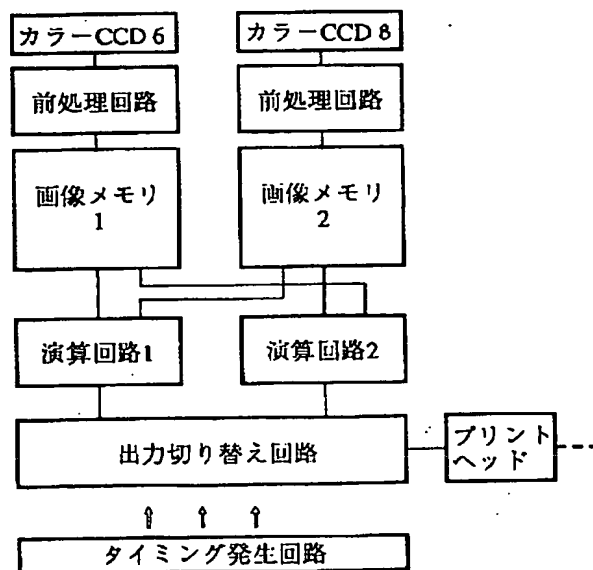 カラーCCD 6
カラーCCD 8
前処理回路
前処理回路
画像メモリ
1
画像メモリ
2
演算回路1
演算回路2
出力切り替え回路
プリント
ヘッド
タイミング発生回路